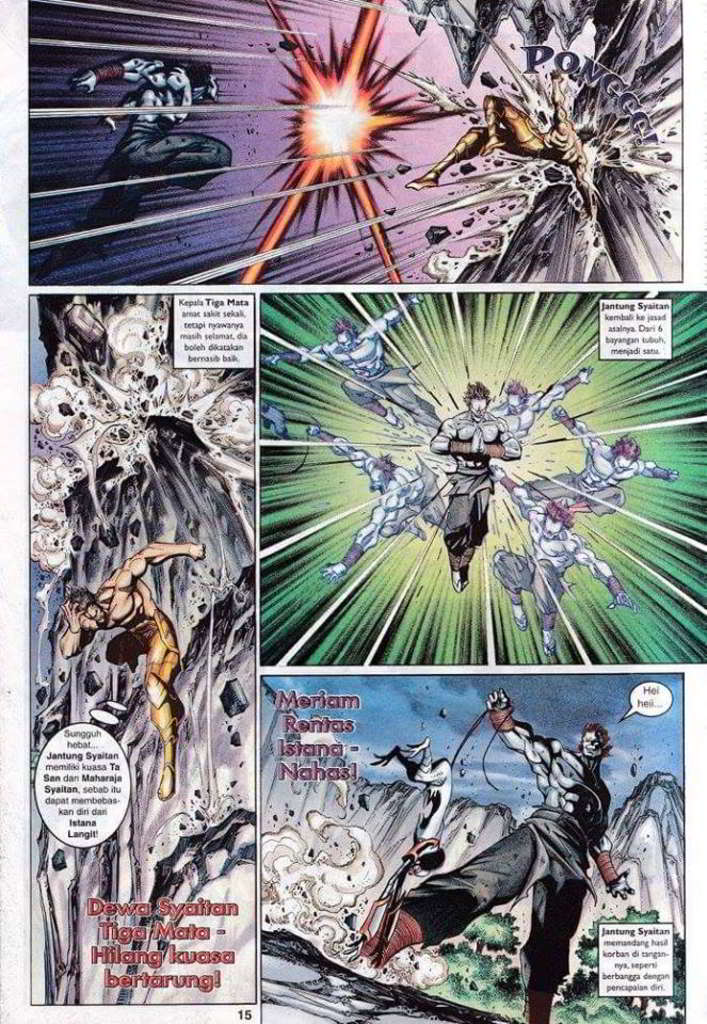 PONGGGG!
Kepala Tiga Mata
amat sakit sekali,
tetapi nyawanya
masih selamat, dia
boleh dikatakan
bernasib baik.
Jantung Syaitan
kembali ke jasad
asalnya. Dari 6
bayangan tubuh,
menjadi satu.
Sungguh
hebat...
Jantung Syaitan
memiliki kuasa Ta
San dan Maharaja
Syaitan, sebab itu
dapat membebas-
kan diri dari
Istana
Langit!
Dewa Syaitan
Tiga Mata -
Hilang kuasa
bertarung!
Meriam
Rentas
Istana -
Nahas!
Hei
heii...
Jantung Syaitan
memandang hasil
korban di tangan-
nya, seperti
berbangga dengan
pencapaian diri.
15